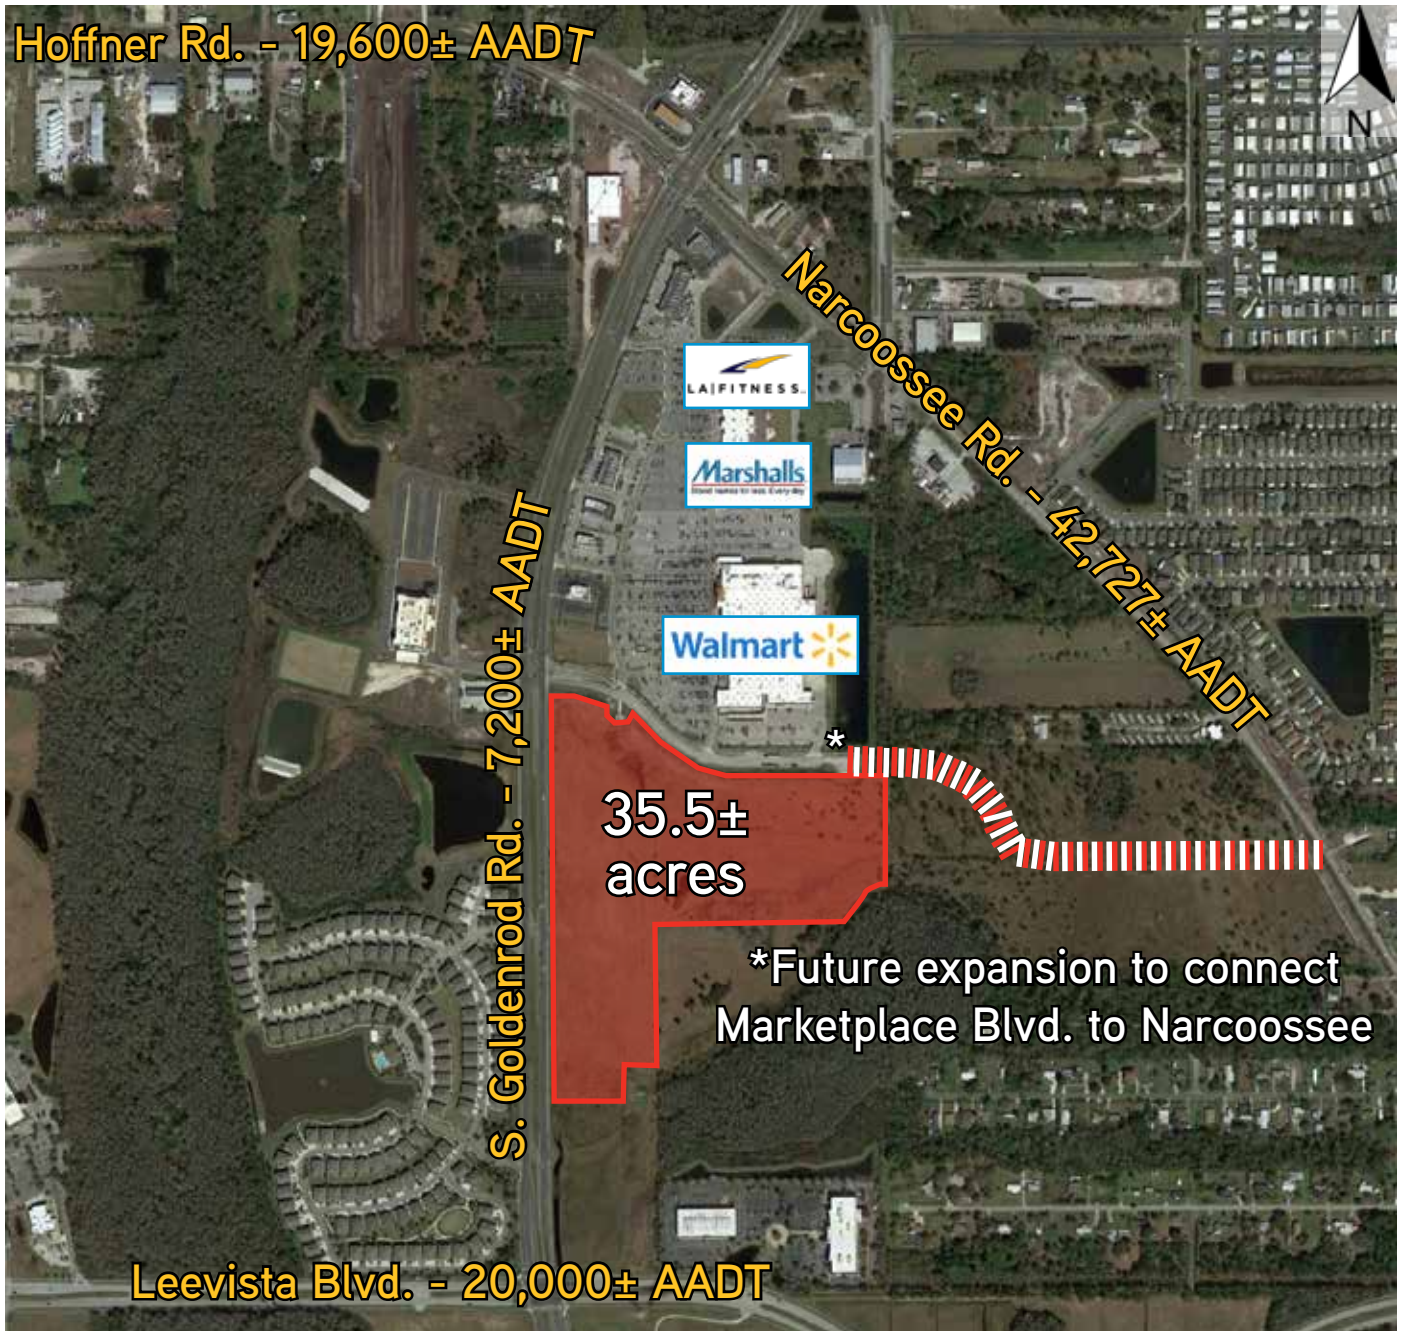 Hoffner Rd. - 19,600± AADT
N
Narcoossee Rd. - 42,727± AADT
LA|FITNESS
Marshalls
Walmart
S. Goldenrod Rd. - 7,200± AADT
*
35.5±
acres
*Future expansion to connect
Marketplace Blvd. to Narcoossee
Leevista Blvd. - 20,000± AADT